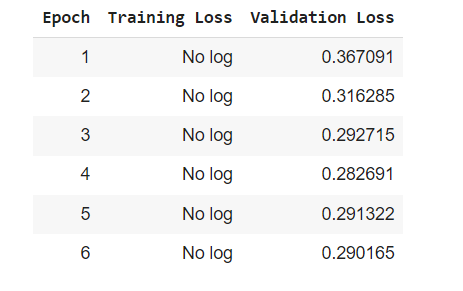 Epoch Training Loss Validation Loss
1 No log 0.367091
2 No log 0.316285
3 No log 0.292715
4 No log 0.282691
5 No log 0.291322
6 No log 0.290165